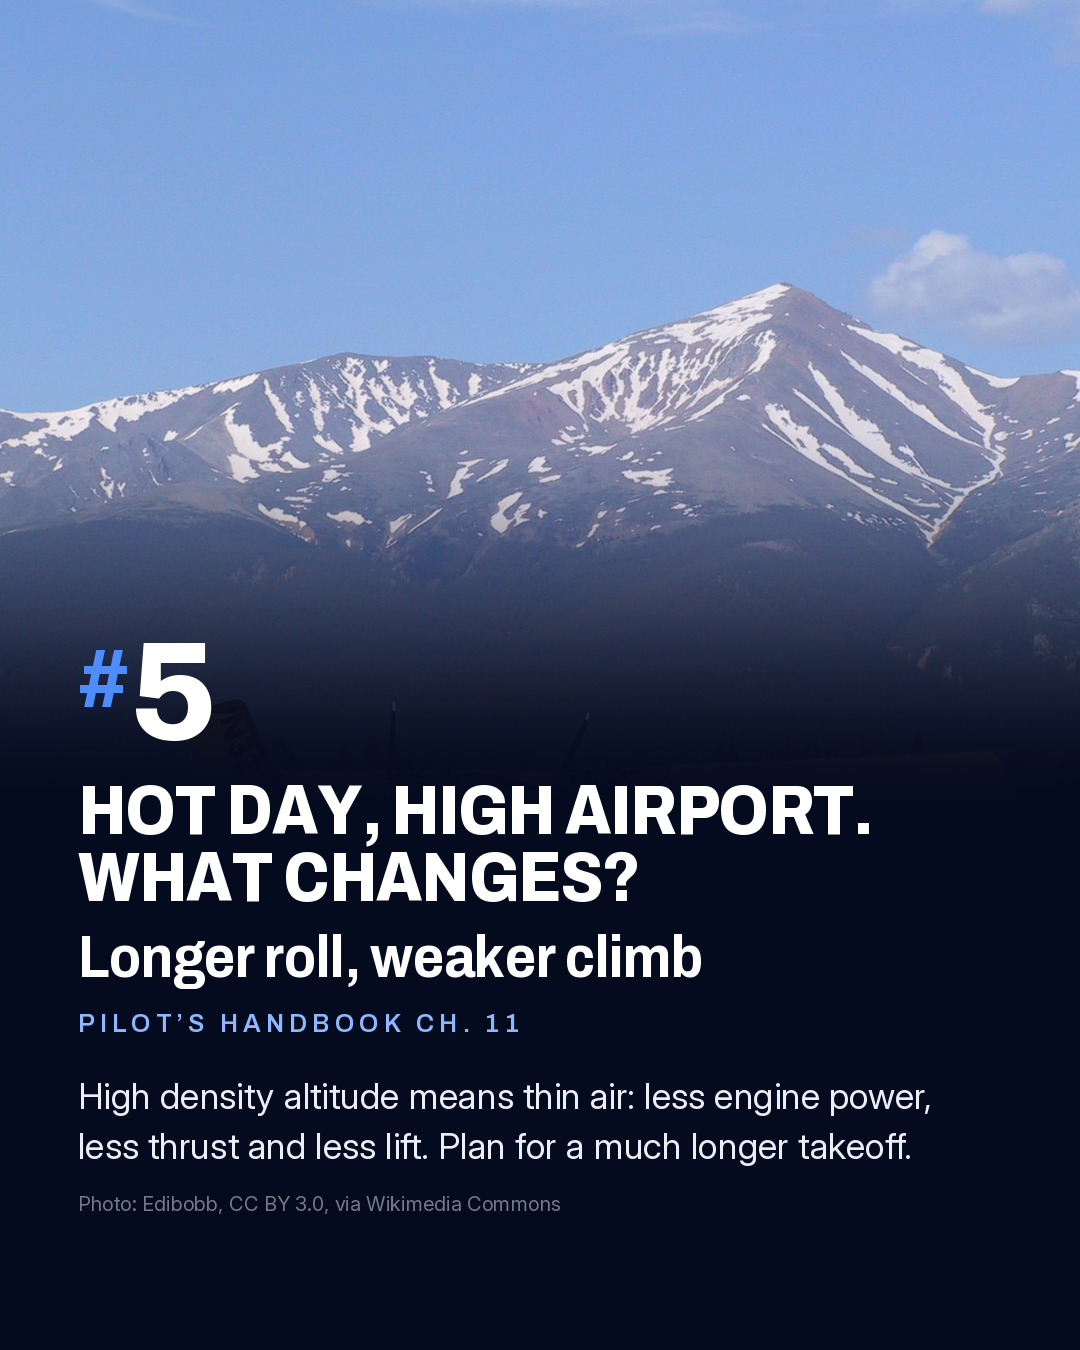 #5
HOT DAY, HIGH AIRPORT.
WHAT CHANGES?
Longer roll, weaker climb
PILOT’S HANDBOOK CH. 11
High density altitude means thin air: less engine power,
less thrust and less lift. Plan for a much longer takeoff.
Photo: Edibobb, CC BY 3.0, via Wikimedia Commons